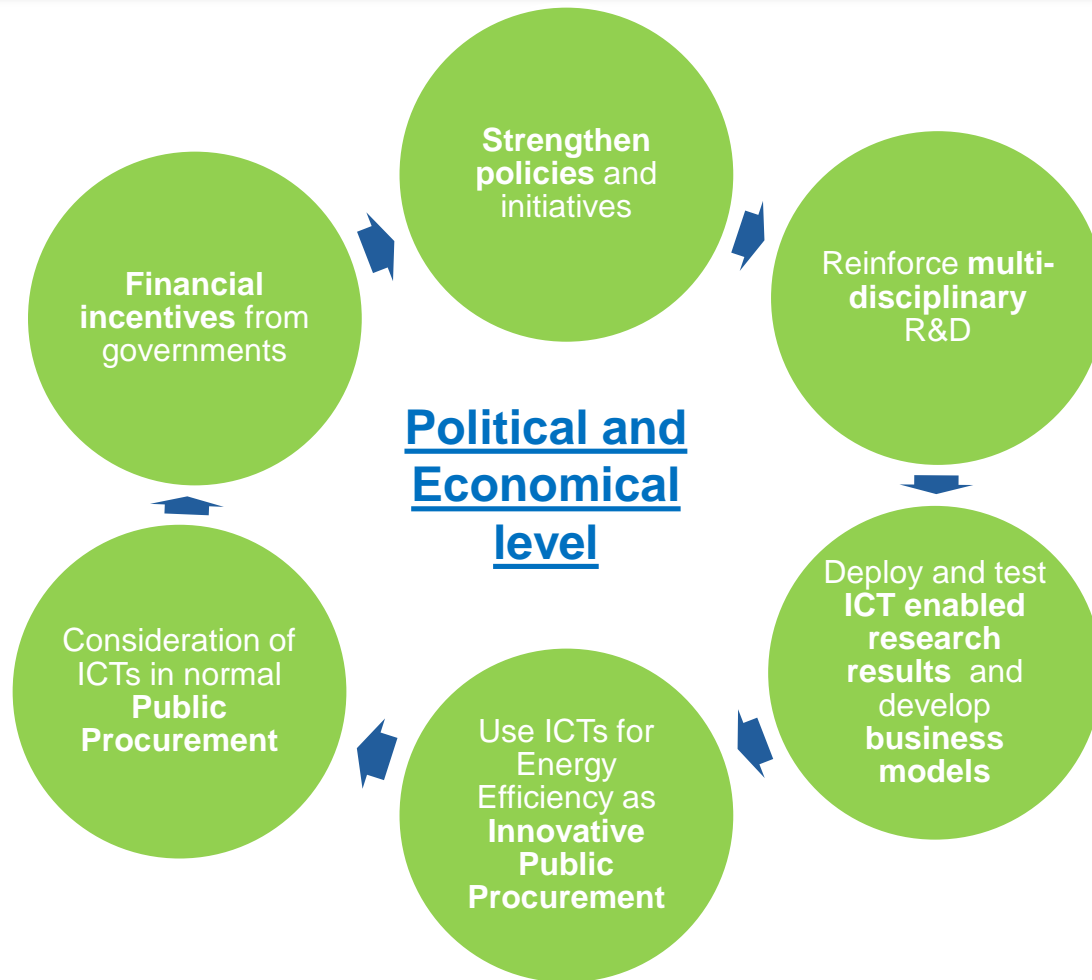 Strengthen
policies and
initiatives
Reinforce multi-
disciplinary
R&D
Deploy and test
ICT enabled
research
results and
develop
business
models
Use ICTs for
Energy
Efficiency as
Innovative
Public
Procurement
Consideration of
ICTs in normal
Public
Procurement
Financial
incentives from
governments
Political and
Economical
level